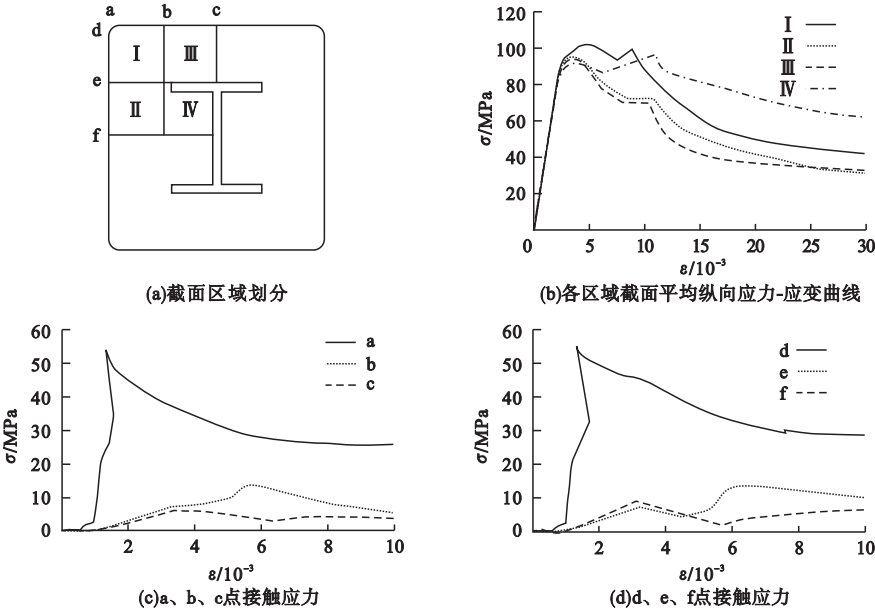 a b c
d
e
f
Ⅰ Ⅲ
Ⅱ Ⅳ
(a)截面区域划分
σ/MPa
120
100
80
60
40
20
0 5 10 15 20 25 30
ε/10⁻³
Ⅰ
Ⅱ
Ⅲ
Ⅳ
(b)各区域截面平均纵向应力-应变曲线
σ/MPa
60
50
40
30
20
10
0
2 4 6 8 10
ε/10⁻³
a
b
c
(c)a、b、c点接触应力
σ/MPa
60
50
40
30
20
10
0
2 4 6 8 10
ε/10⁻³
d
e
f
(d)d、e、f点接触应力